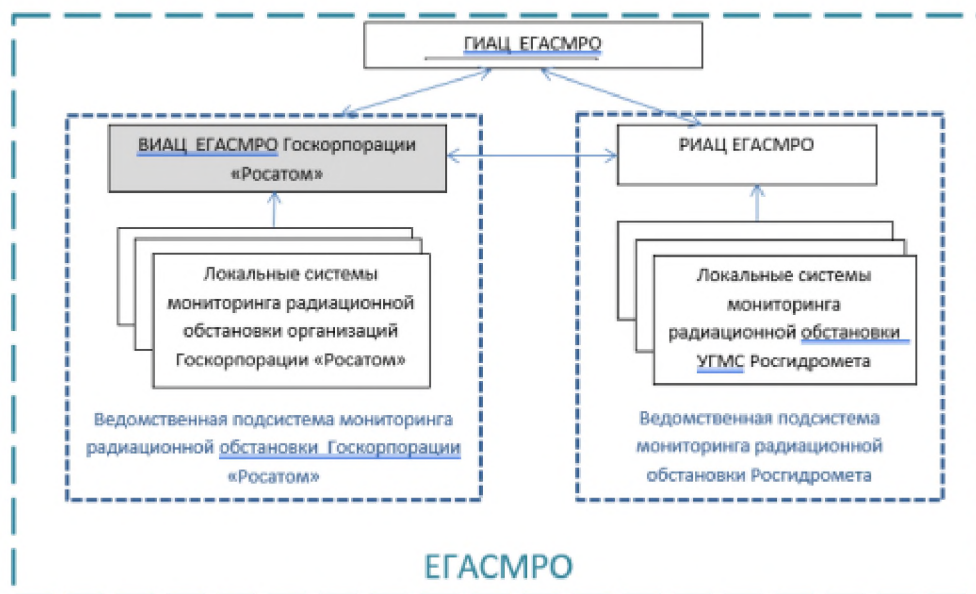 ГИАЦ ЕГАСМРО
ВИАЦ ЕГАСМРО Госкорпорации
«Росатом»
РИАЦ ЕГАСМРО
Локальные системы
мониторинга радиационной
обстановки организаций
Госкорпорации «Росатом»
Локальные системы
мониторинга
радиационной обстановки
УГМС Росгидромета
Ведомственная подсистема мониторинга
радиационной обстановки Госкорпорации
«Росатом»
Ведомственная подсистема
мониторинга радиационной
обстановки Росгидромета
ЕГАСМРО